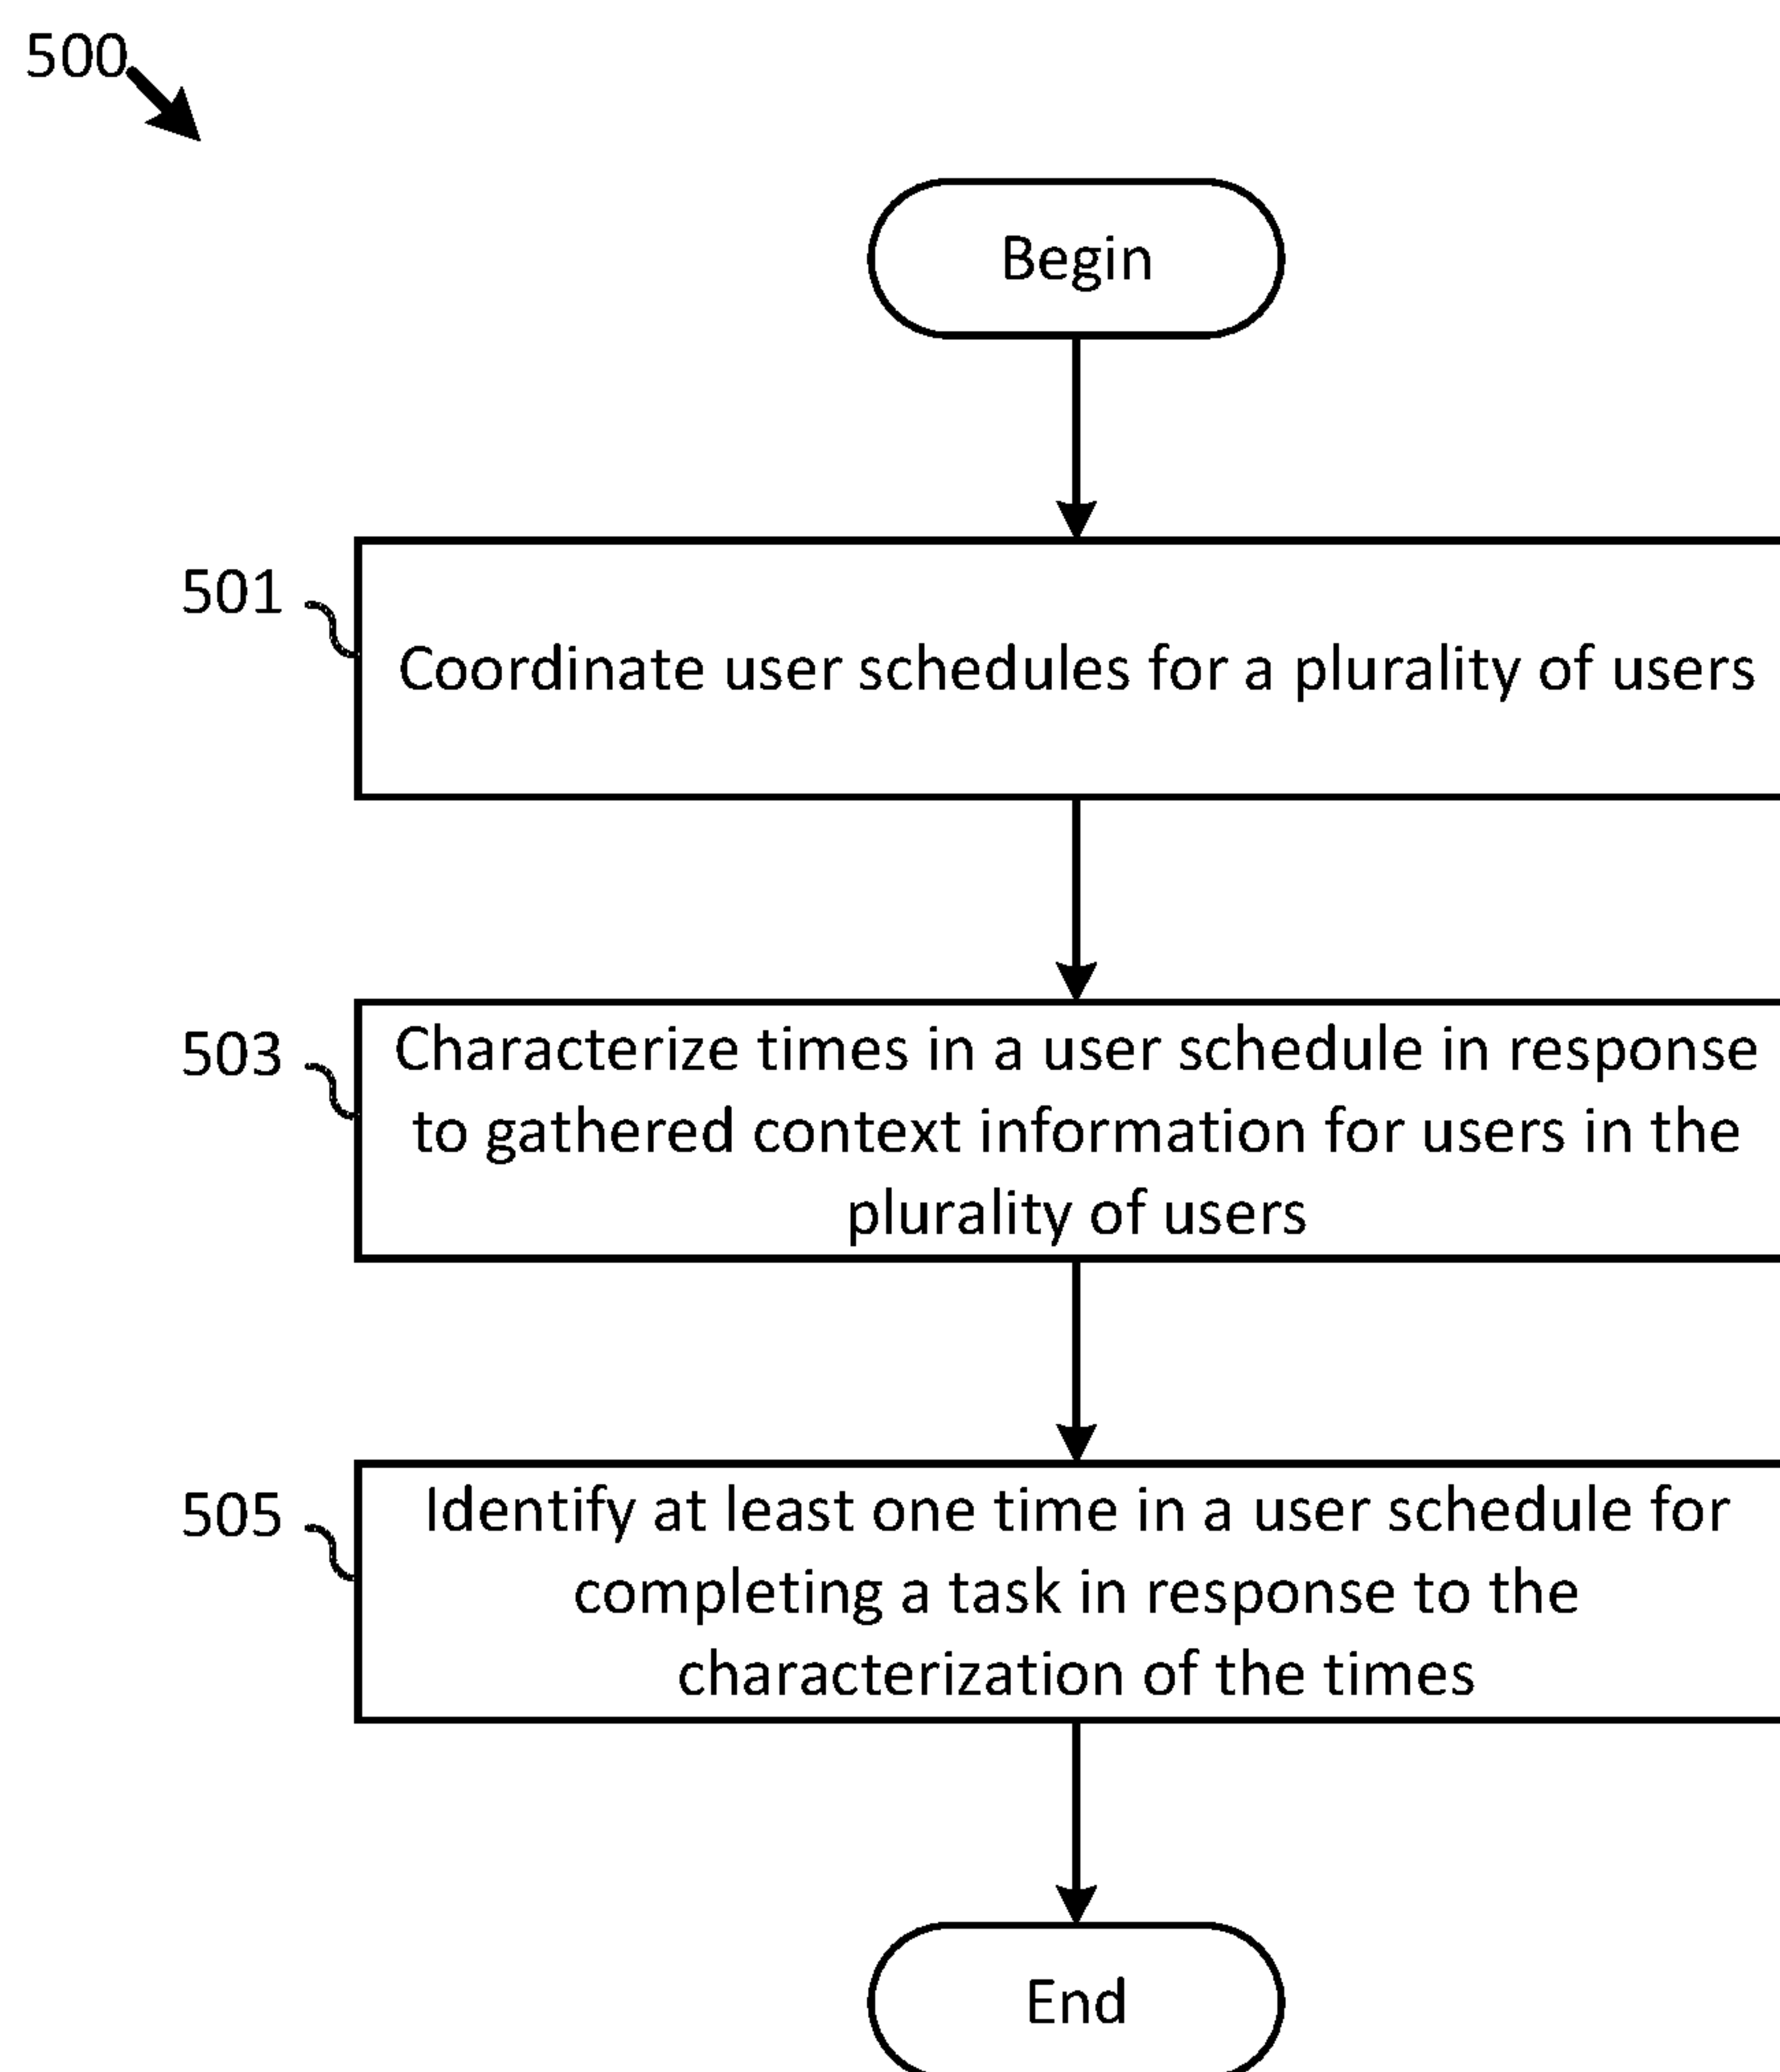 500
Begin
501
Coordinate user schedules for a plurality of users
503
Characterize times in a user schedule in response
to gathered context information for users in the
plurality of users
505
Identify at least one time in a user schedule for
completing a task in response to the
characterization of the times
End